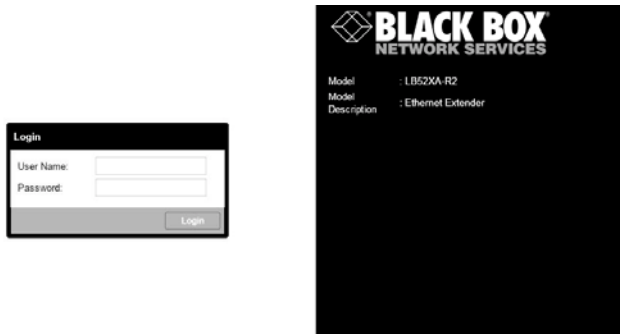 Login
User Name:
Password:
Login
BLACK BOX
NETWORK SERVICES
Model : LB52XA-R2
Model
Description : Ethernet Extender